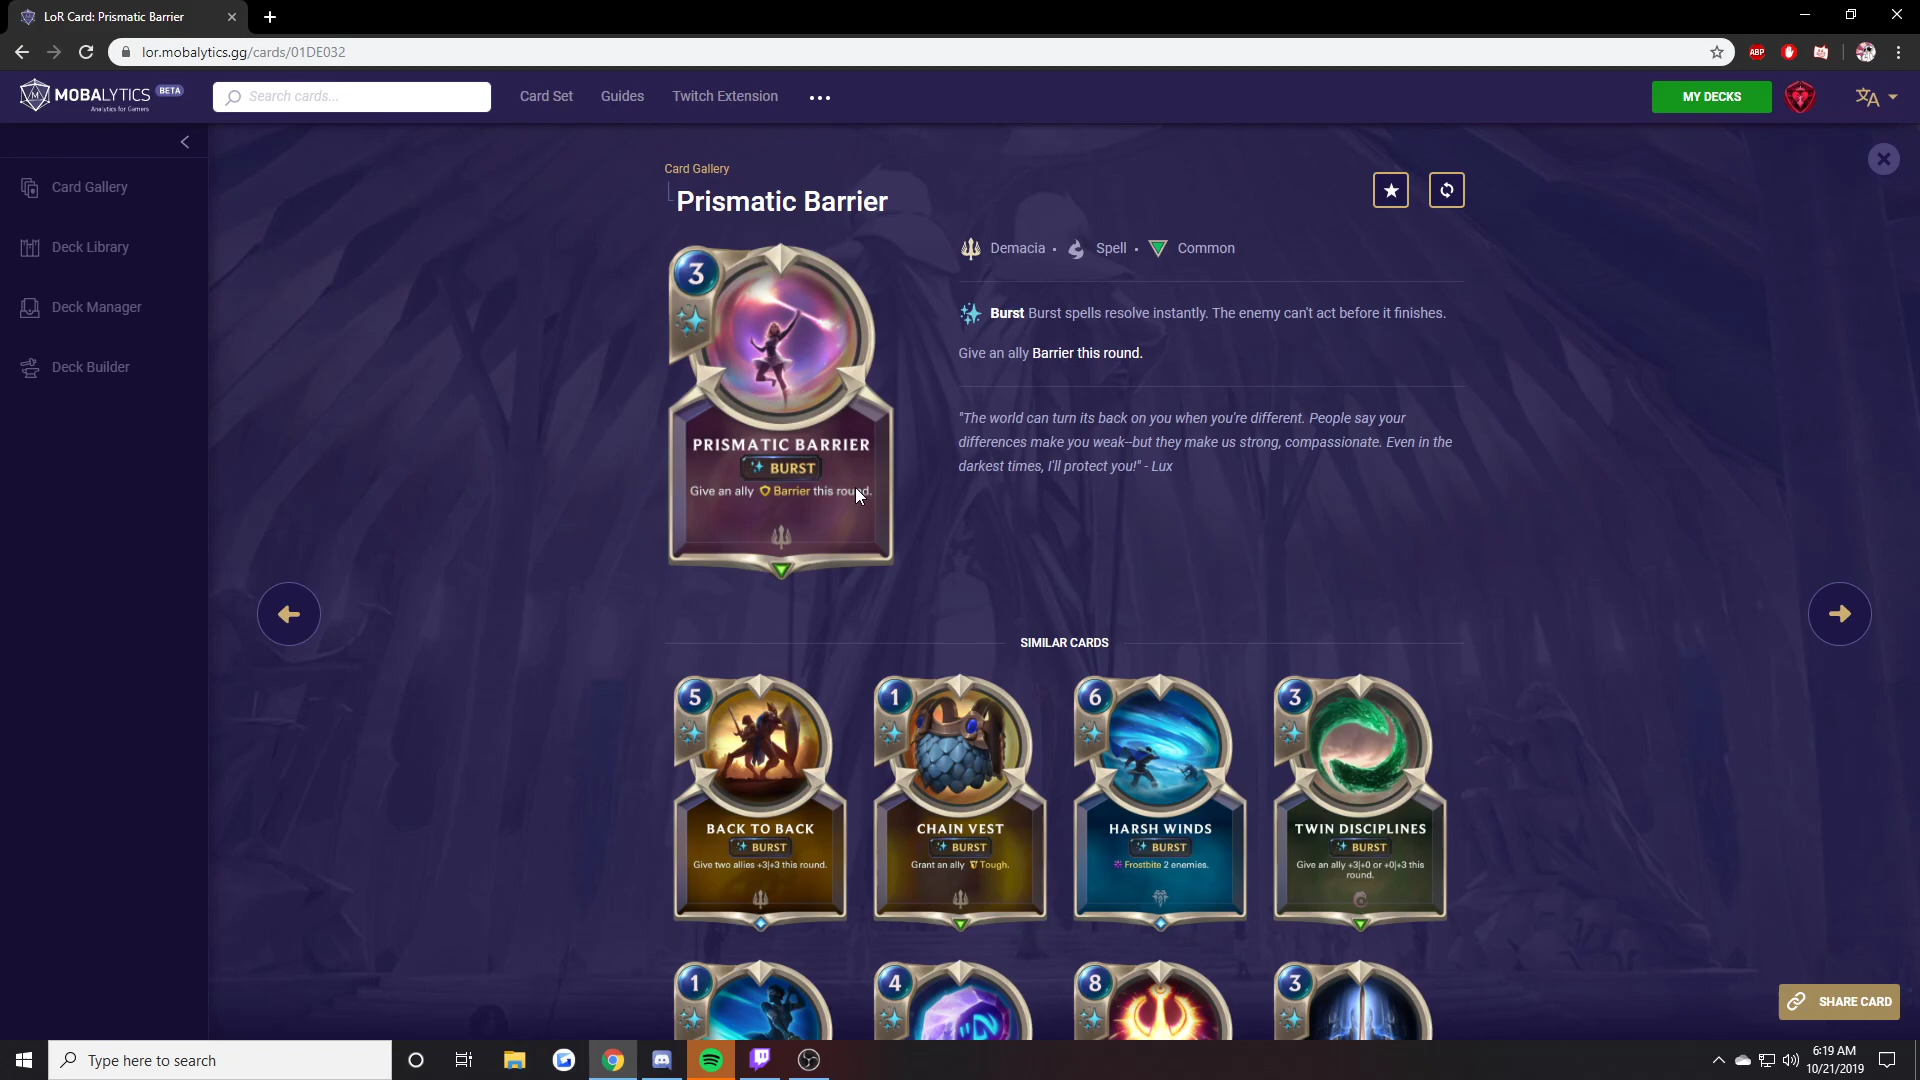 LoR Card: Prismatic Barrier
lor.mobalytics.gg/cards/01DE032
ABP
MOBALYTICS BETA
Analytics for Gamers
Search cards...
Card Set
Guides
Twitch Extension
MY DECKS
Card Gallery
Deck Library
Deck Manager
Deck Builder
Card Gallery
Prismatic Barrier
Demacia • Spell • Common
Burst Burst spells resolve instantly. The enemy can't act before it finishes.
Give an ally Barrier this round.
"The world can turn its back on you when you're different. People say your
differences make you weak–but they make us strong, compassionate. Even in the
darkest times, I'll protect you!" - Lux
3
PRISMATIC BARRIER
BURST
Give an ally Barrier this round.
SIMILAR CARDS
5
BACK TO BACK
BURST
Give two allies +3|+3 this round.
1
CHAIN VEST
BURST
Grant an ally Tough.
6
HARSH WINDS
BURST
Frostbite 2 enemies.
3
TWIN DISCIPLINES
BURST
Give an ally +3|+0 or +0|+3 this
round.
1
4
8
3
SHARE CARD
Type here to search
6:19 AM
10/21/2019